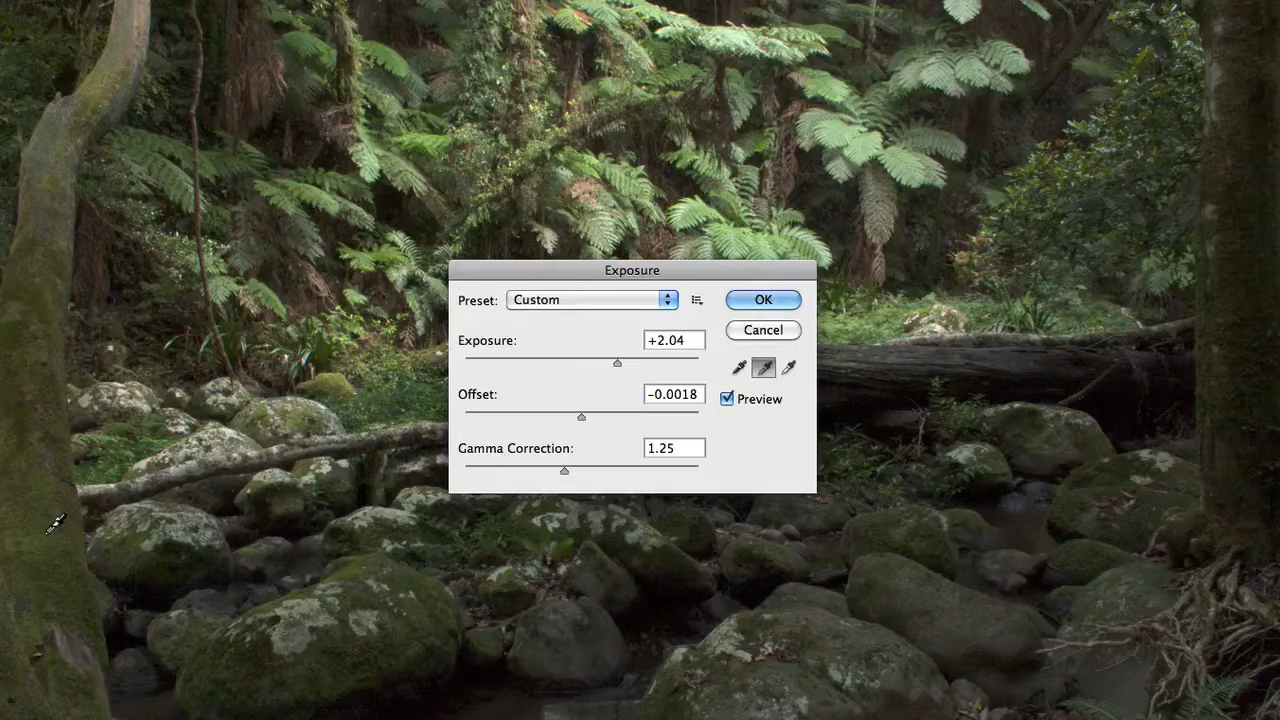 Exposure
Preset: Custom OK
Exposure: +2.04 Cancel
Offset: -0.0018 Preview
Gamma Correction: 1.25